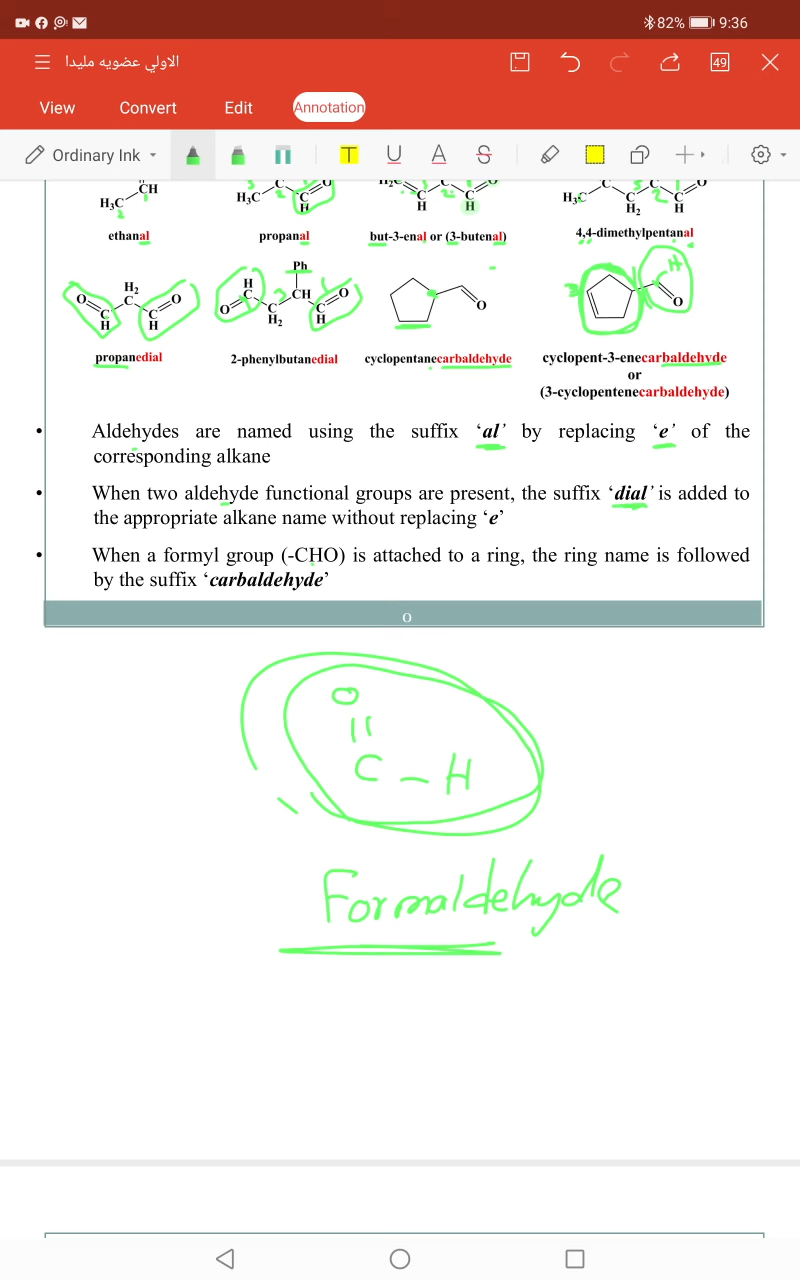 82% 9:36
الاولي عضويه مليدا
49
View Convert Edit Annotation
Ordinary Ink T U A S
CH
H₃C
H₃C C C O H
C C H H
H₃C C C C O H₂ H
ethanal propanal but-3-enal or (3-butenal) 4,4-dimethylpentanal
H₂ O C O C C H H
Ph H C CH O O C C H₂ H
O
3 C H O
propanedial 2-phenylbutanedial cyclopentanecarbaldehyde cyclopent-3-enecarbaldehyde
or
(3-cyclopentenecarbaldehyde)
• Aldehydes are named using the suffix ‘al’ by replacing ‘e’ of the
corresponding alkane
• When two aldehyde functional groups are present, the suffix ‘dial’ is added to
the appropriate alkane name without replacing ‘e’
• When a formyl group (-CHO) is attached to a ring, the ring name is followed
by the suffix ‘carbaldehyde’
O
O
C – H
Formaldehyde